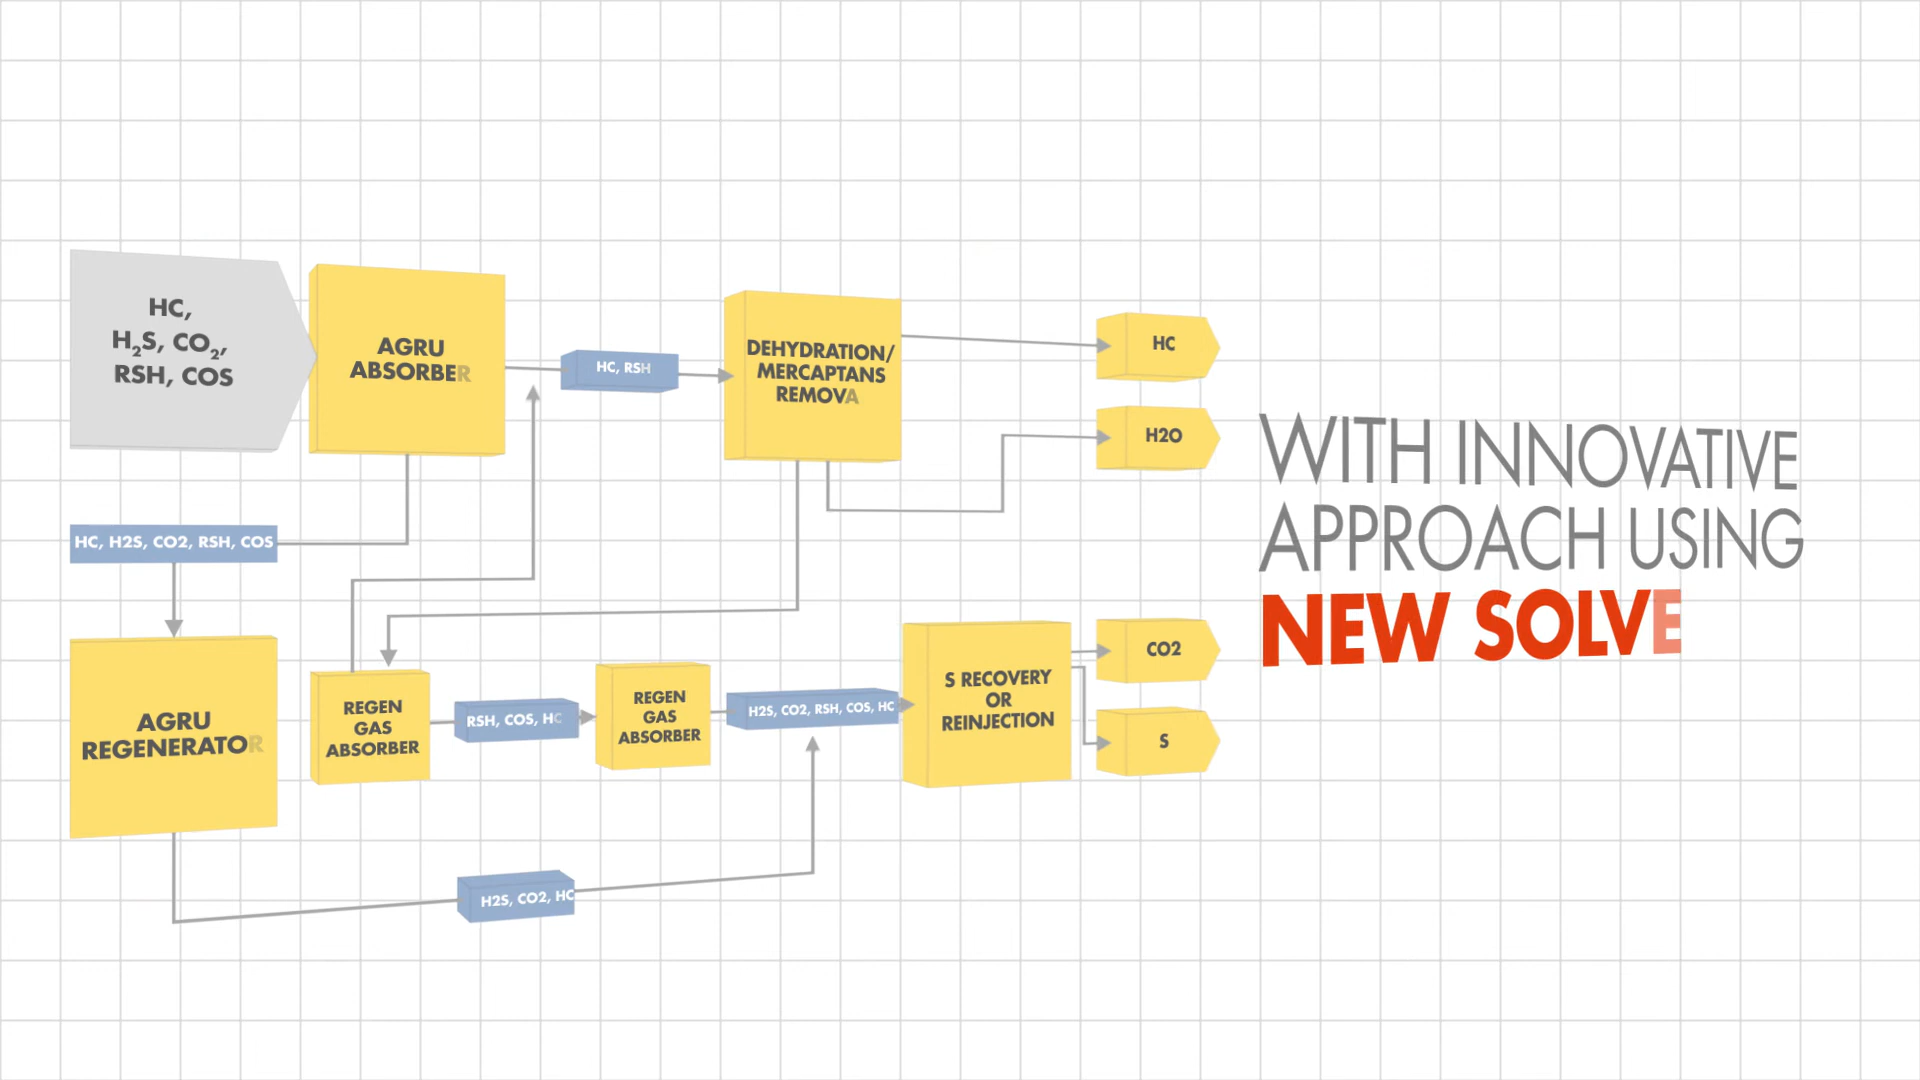 HC,
H₂S, CO₂,
RSH, COS
AGRU
ABSORBER
HC, RSH
DEHYDRATION/
MERCAPTANS
REMOVA
HC
H2O
WITH INNOVATIVE
APPROACH USING
NEW SOLVE
HC, H2S, CO2, RSH, COS
AGRU
REGENERATOR
REGEN
GAS
ABSORBER
RSH, COS, HC
REGEN
GAS
ABSORBER
H2S, CO2, RSH, COS, HC
S RECOVERY
OR
REINJECTION
CO2
S
H2S, CO2, HC